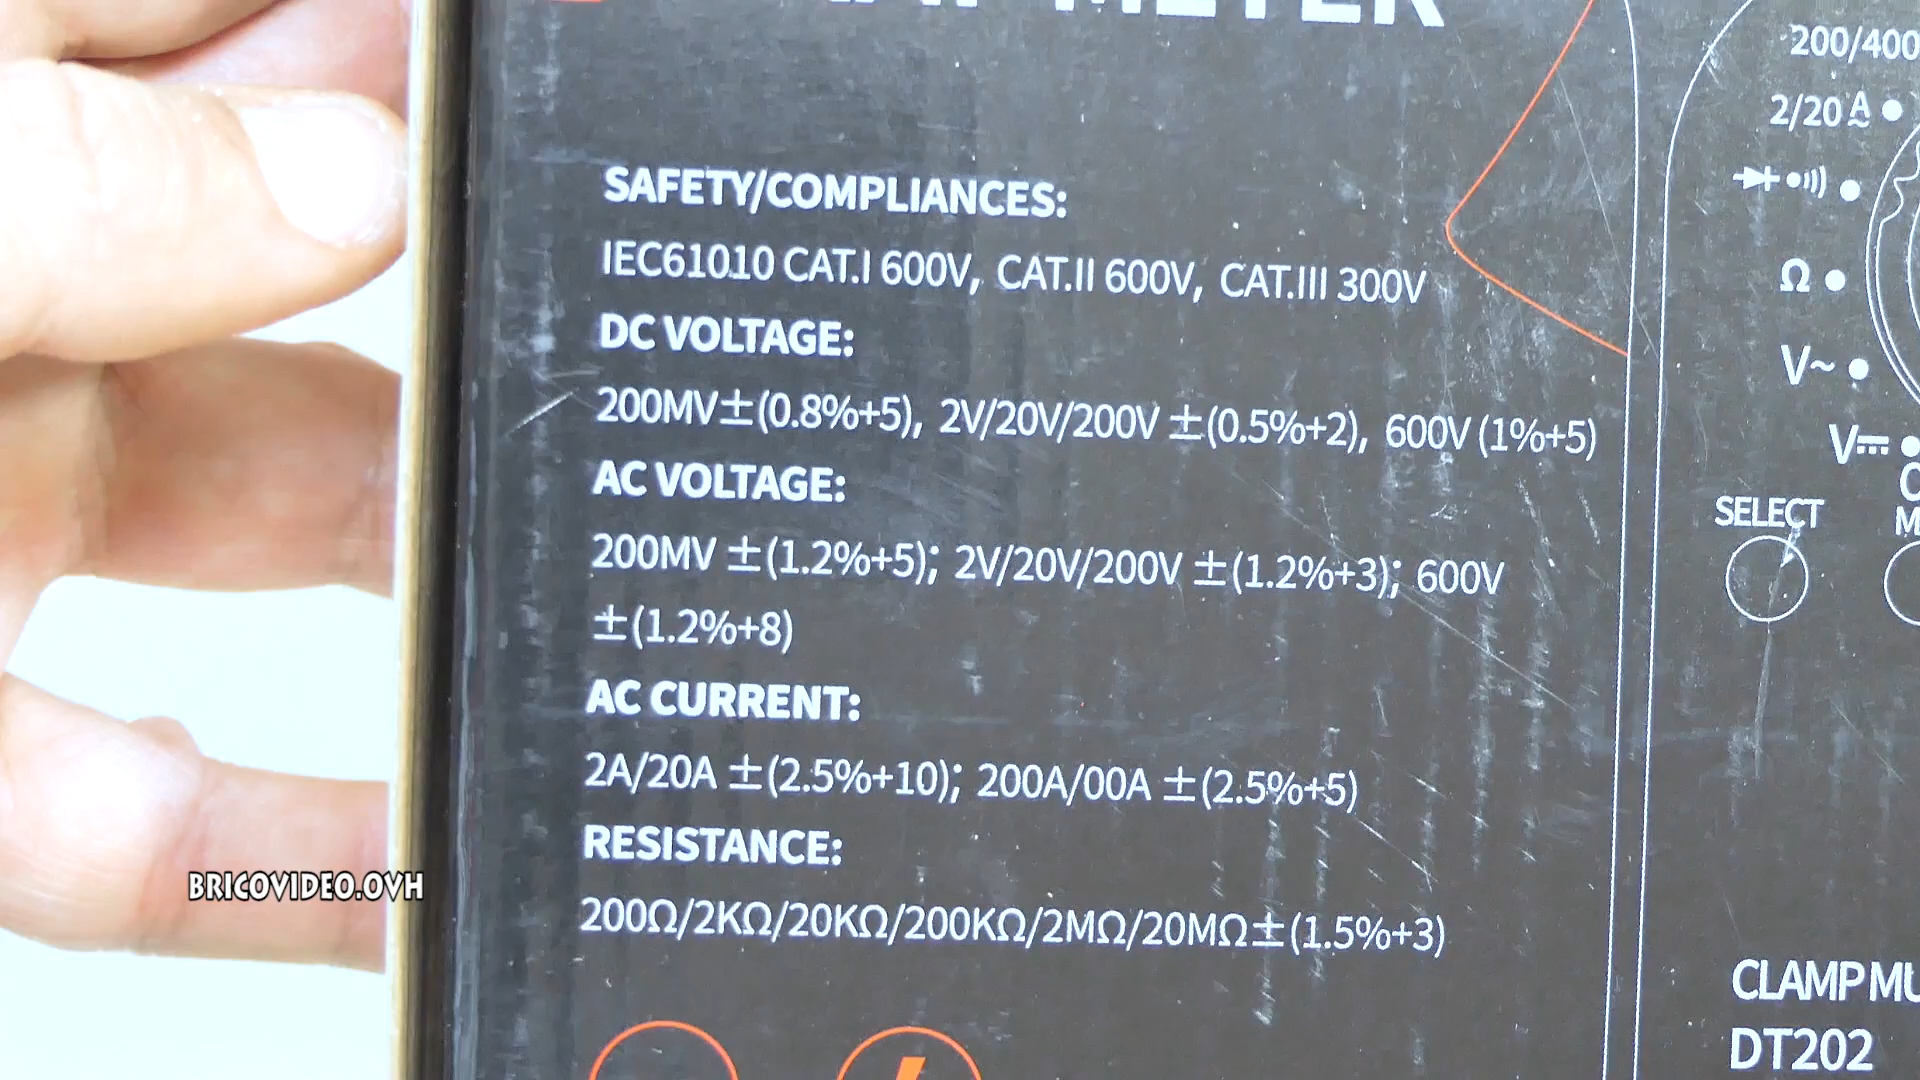 METER
SAFETY/COMPLIANCES:
IEC61010 CAT.I 600V, CAT.II 600V, CAT.III 300V
DC VOLTAGE:
200MV±(0.8%+5), 2V/20V/200V ±(0.5%+2), 600V (1%+5)
AC VOLTAGE:
200MV ±(1.2%+5); 2V/20V/200V ±(1.2%+3); 600V
±(1.2%+8)
AC CURRENT:
2A/20A ±(2.5%+10); 200A/00A ±(2.5%+5)
RESISTANCE:
200Ω/2KΩ/20KΩ/200KΩ/2MΩ/20MΩ±(1.5%+3)
200/400
2/20 A
Ω
V~
V⎓
SELECT
CLAMP MU
DT202
BRICOVIDEO.OVH